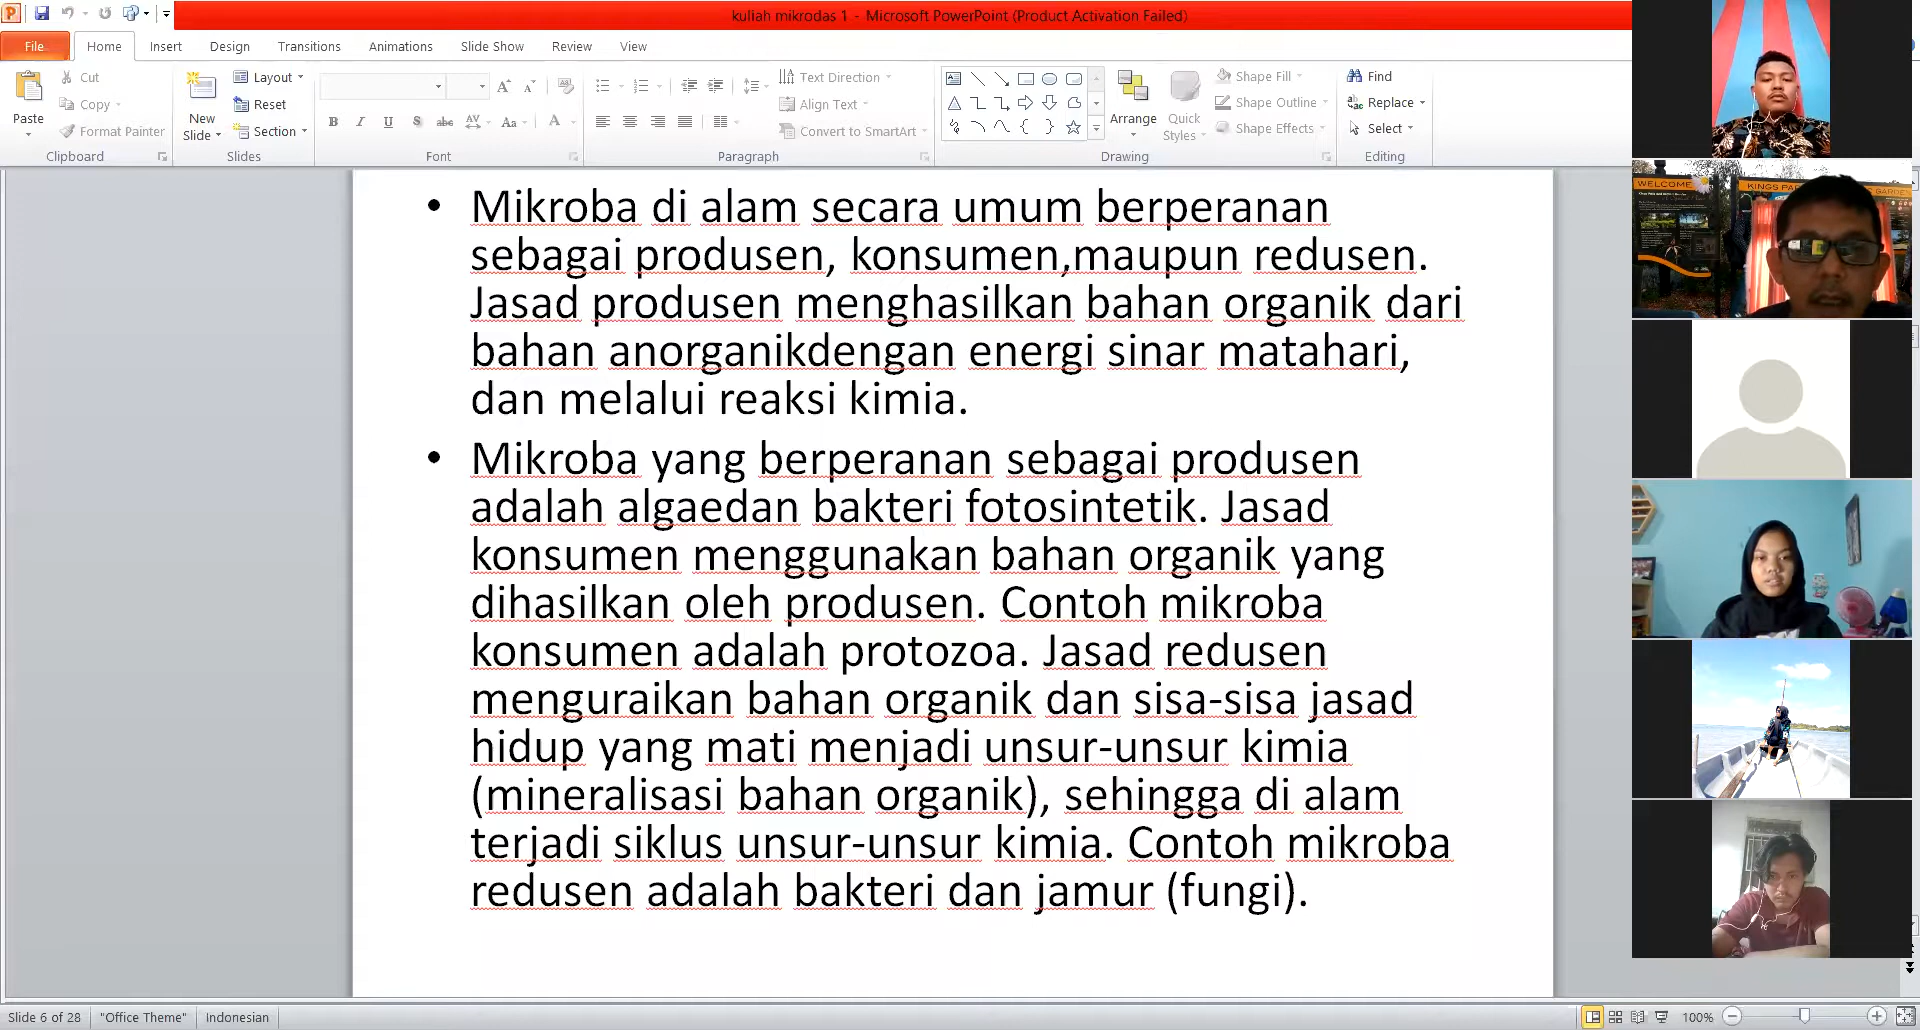 kuliah mikrodas 1 - Microsoft PowerPoint (Product Activation Failed)
File Home Insert Design Transitions Animations Slide Show Review View
Paste
Cut
Copy
Format Painter
Clipboard
New Slide
Layout
Reset
Section
Slides
B I U S abc AV Aa A
Font
Text Direction
Align Text
Convert to SmartArt
Paragraph
Arrange
Quick Styles
Shape Fill
Shape Outline
Shape Effects
Drawing
Find
Replace
Select
Editing
• Mikroba di alam secara umum berperanan
sebagai produsen, konsumen,maupun redusen.
Jasad produsen menghasilkan bahan organik dari
bahan anorganikdengan energi sinar matahari,
dan melalui reaksi kimia.
• Mikroba yang berperanan sebagai produsen
adalah algaedan bakteri fotosintetik. Jasad
konsumen menggunakan bahan organik yang
dihasilkan oleh produsen. Contoh mikroba
konsumen adalah protozoa. Jasad redusen
menguraikan bahan organik dan sisa-sisa jasad
hidup yang mati menjadi unsur-unsur kimia
(mineralisasi bahan organik), sehingga di alam
terjadi siklus unsur-unsur kimia. Contoh mikroba
redusen adalah bakteri dan jamur (fungi).
WELCOME
KINGS
Slide 6 of 28 "Office Theme" Indonesian
100%